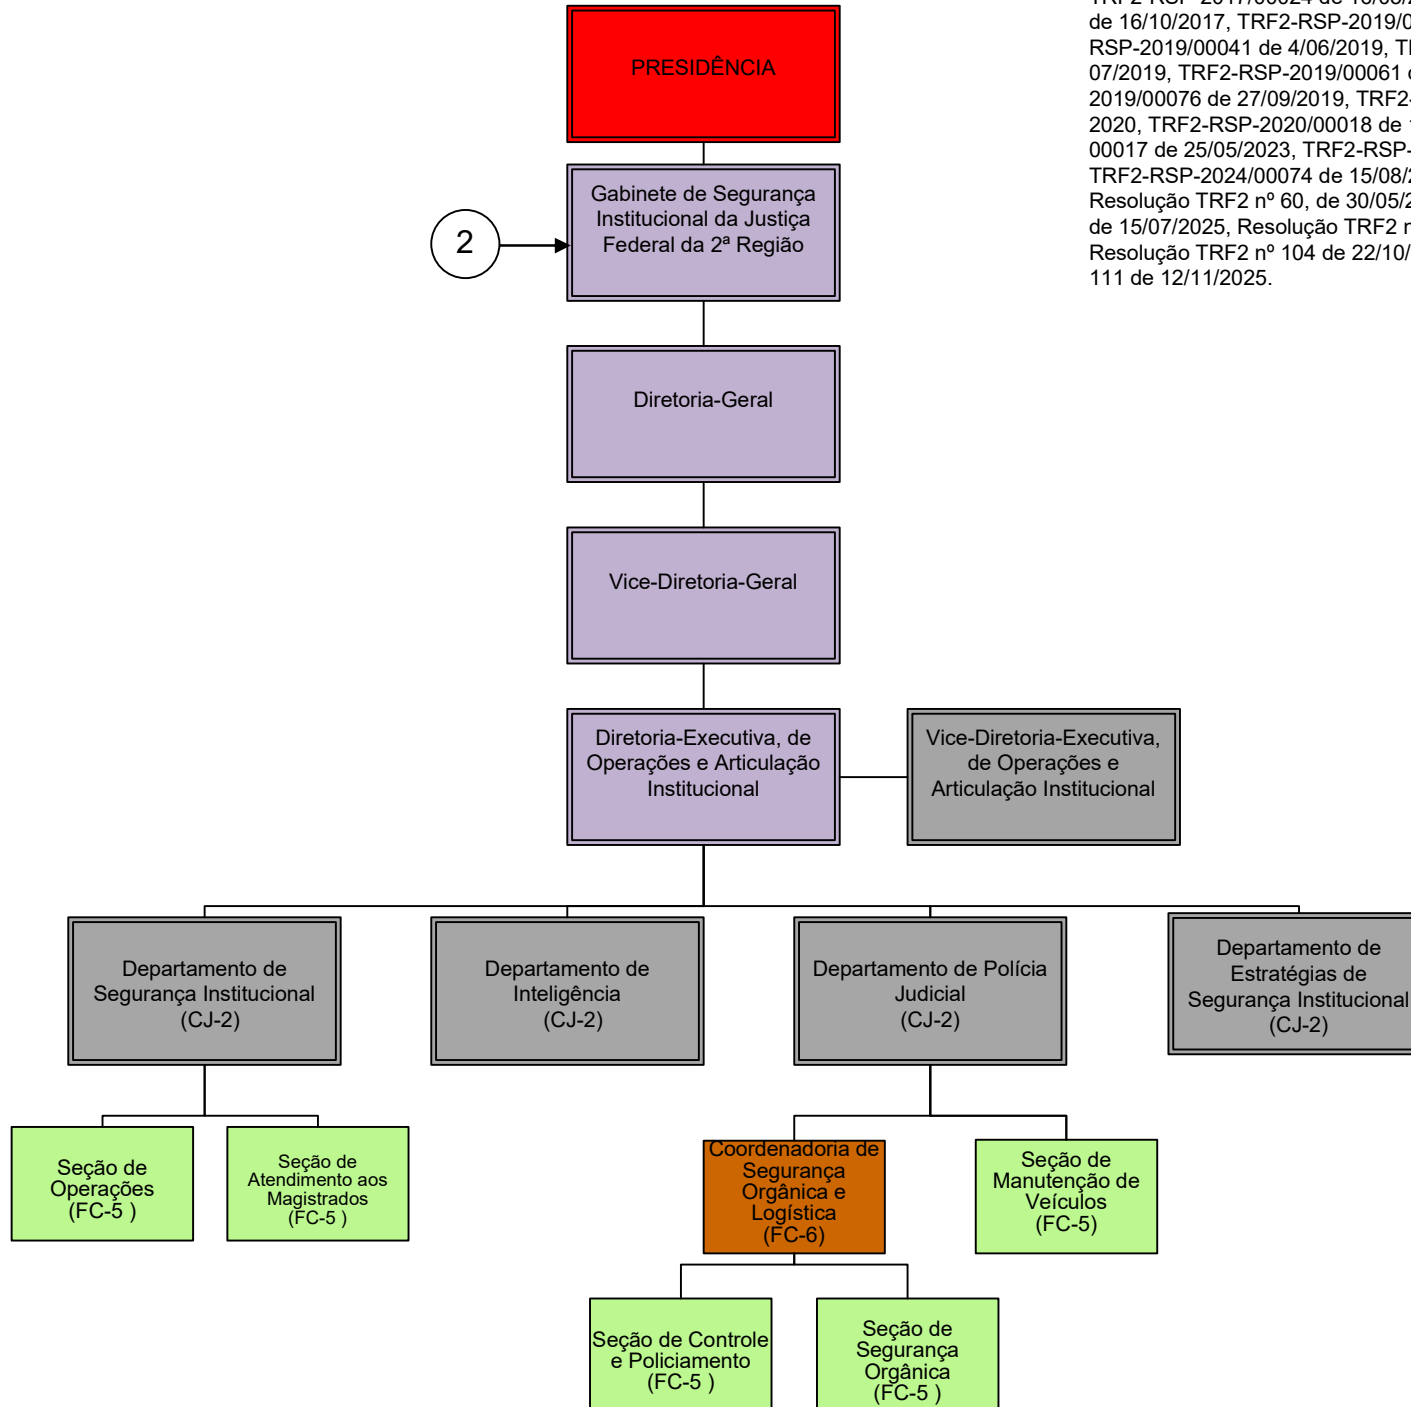 TRF2-RSP-2017/00024 de
de 16/10/2017, TRF2-RSP-2019/0
RSP-2019/00041 de 4/06/2019,
07/2019, TRF2-RSP-2019/00061
2019/00076 de 27/09/2019, TRF2-
2020, TRF2-RSP-2020/00018 de
00017 de 25/05/2023, TRF2-RSP-
TRF2-RSP-2024/00074 de 15/08/
Resolução TRF2 nº 60, de 30/05/
de 15/07/2025, Resolução TRF2
Resolução TRF2 nº 104 de 22/10/
111 de 12/11/2025.
PRESIDÊNCIA
Gabinete de Segurança
Institucional da Justiça
Federal da 2ª Região
2
Diretoria-Geral
Vice-Diretoria-Geral
Diretoria-Executiva, de
Operações e Articulação
Institucional
Vice-Diretoria-Executiva,
de Operações e
Articulação Institucional
Departamento de
Segurança Institucional
(CJ-2)
Departamento de
Inteligência
(CJ-2)
Departamento de Polícia
Judicial
(CJ-2)
Departamento de
Estratégias de
Segurança Institucional
(CJ-2)
Seção de
Operações
(FC-5 )
Seção de
Atendimento aos
Magistrados
(FC-5 )
Coordenadoria de
Segurança
Orgânica e
Logística
(FC-6)
Seção de
Manutenção de
Veículos
(FC-5)
Seção de Controle
e Policiamento
(FC-5 )
Seção de
Segurança
Orgânica
(FC-5 )